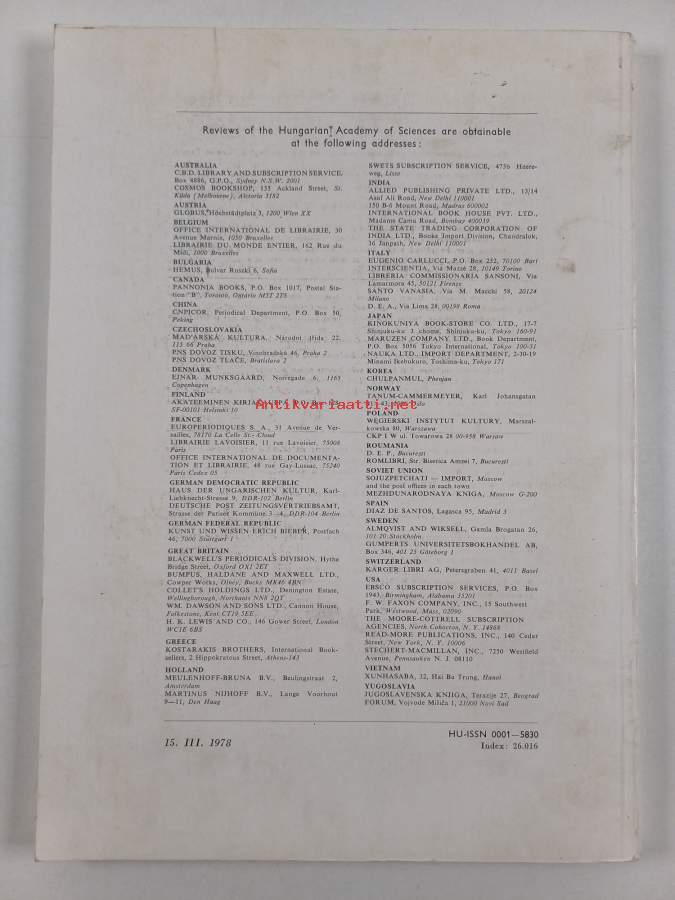 Reviews of the Hungarian Academy of Sciences are obtainable
at the following addresses:
AUSTRALIA
C.B.D. LIBRARY AND SUBSCRIPTION SERVICE,
Box 4886, G.P.O., Sydney N.S.W. 2001
COSMOS BOOKSHOP, 135 Ackland Street, St.
Kilda (Melbourne), Victoria 3182
AUSTRIA
GLOBUS, Höchstädtplatz 3, 1200 Wien XX
BELGIUM
OFFICE INTERNATIONAL DE LIBRAIRIE, 30
Avenue Marnix, 1050 Bruxelles
LIBRAIRIE DU MONDE ENTIER, 162 Rue du
Midi, 1000 Bruxelles
BULGARIA
HEMUS, Bulvar Ruszki 6, Sofia
CANADA
PANNONIA BOOKS, P.O. Box 1017, Postal Sta-
tion "B", Toronto, Ontario M5T 2T8
CHINA
CNPICOR, Periodical Department, P.O. Box 50,
Peking
CZECHOSLOVAKIA
MAD'ARSKÁ KULTURA, Národní třída 22,
115 66 Praha
PNS DOVOZ TISKU, Vinohradská 46, Praha 2
PNS DOVOZ TLAČE, Bratislava 2
DENMARK
EJNAR MUNKSGAARD, Norregade 6, 1165
Copenhagen
FINLAND
AKATEEMINEN KIRJAKAUPPA, P.O. Box 128,
SF-00101 Helsinki 10
FRANCE
EUROPERIODIQUES S. A., 31 Avenue de Ver-
sailles, 78170 La Celle St.-Cloud
LIBRAIRIE LAVOISIER, 11 rue Lavoisier, 75008
Paris
OFFICE INTERNATIONAL DE DOCUMENTA-
TION ET LIBRAIRIE, 48 rue Gay-Lussac, 75240
Paris Cedex 05
GERMAN DEMOCRATIC REPUBLIC
HAUS DER UNGARISCHEN KULTUR, Karl-
Liebknecht-Strasse 9, DDR-102 Berlin
DEUTSCHE POST ZEITUNGSVERTRIEBSAMT,
Strasse der Pariser Kommüne 3—4, DDR-104 Berlin
GERMAN FEDERAL REPUBLIC
KUNST UND WISSEN ERICH BIEBER, Postfach
46, 7000 Stuttgart 1
GREAT BRITAIN
BLACKWELL'S PERIODICALS DIVISION, Hythe
Bridge Street, Oxford OX1 2ET
BUMPUS, HALDANE AND MAXWELL LTD.,
Cowper Works, Olney, Bucks MK46 4BN
COLLET'S HOLDINGS LTD., Denington Estate,
Wellingborough, Northants NN8 2QT
WM. DAWSON AND SONS LTD., Cannon House,
Folkestone, Kent CT19 5EE
H. K. LEWIS AND CO., 146 Gower Street, London
WC1E 6BS
GREECE
KOSTARAKIS BROTHERS, International Book-
sellers, 2 Hippokratous Street, Athens-143
HOLLAND
MEULENHOFF-BRUNA B.V., Beulingstraat 2,
Amsterdam
MARTINUS NIJHOFF B.V., Lange Voorhout
9—11, Den Haag
SWETS SUBSCRIPTION SERVICE, 4756 Heere-
weg, Lisse
INDIA
ALLIED PUBLISHING PRIVATE LTD., 13/14
Asaf Ali Road, New Delhi 110001
150 B-6 Mount Road, Madras 600002
INTERNATIONAL BOOK HOUSE PVT. LTD.,
Madame Cama Road, Bombay 400039
THE STATE TRADING CORPORATION OF
INDIA LTD., Books Import Division, Chandralok,
36 Janpath, New Delhi 110001
ITALY
EUGENIO CARLUCCI, P.O. Box 252, 70100 Bari
INTERSCIENTIA, Via Mazzé 28, 10149 Torino
LIBRERIA COMMISSIONARIA SANSONI, Via
Lamarmora 45, 50121 Firenze
SANTO VANASIA, Via M. Macchi 58, 20124
Milano
D. E. A., Via Lima 28, 00198 Roma
JAPAN
KINOKUNIYA BOOK-STORE CO. LTD., 17-7
Shinjuku-ku 3 chome, Shinjuku-ku, Tokyo 160-91
MARUZEN COMPANY, LTD., Book Department,
P.O. Box 5056 Tokyo International, Tokyo 100-31
NAUKA LTD., IMPORT DEPARTMENT, 2-30-19
Minami Ikebukuro, Toshima-ku, Tokyo 171
KOREA
CHULPANMUL, Phenjan
NORWAY
TANUM-CAMMERMEYER, Karl Johansgatan
41-43, Oslo
POLAND
WĘGIERSKI INSTYTUT KULTURY, Marszal-
kowska 80, Warszawa
CKP I W ul. Towarowa 28 00-958 Warsaw
ROUMANIA
D. E. P., București
ROMLIBRI, Str. Biserica Amzei 7, București
SOVIET UNION
SOJUZPETCHATJ — IMPORT, Moscow
and the post offices in each town
MEZHDUNARODNAYA KNIGA, Moscow G-200
SPAIN
DIAZ DE SANTOS, Lagasca 95, Madrid 3
SWEDEN
ALMQVIST AND WIKSELL, Gamla Brogatan 26,
101 20 Stockholm
GUMPERTS UNIVERSITETSBOKHANDEL AB,
Box 346, 401 25 Göteborg 1
SWITZERLAND
KARGER LIBRI AG, Petersgraben 41, 4011 Basel
USA
EBSCO SUBSCRIPTION SERVICES, P.O. Box
1943, Birmingham, Alabama 35201
F. W. FAXON COMPANY, INC., 15 Southwest
Park, Westwood, Mass, 02090
THE MOORE-COTTRELL SUBSCRIPTION
AGENCIES, North Cohocton, N. Y. 14868
READ-MORE PUBLICATIONS, INC., 140 Cedar
Street, New York, N. Y. 10006
STECHERT-MACMILLAN, INC., 7250 Westfield
Avenue, Pennsauken N. J. 08110
VIETNAM
XUNHASABA, 32, Hai Ba Trung, Hanoi
YUGOSLAVIA
JUGOSLAVENSKA KNJIGA, Terazije 27, Beograd
FORUM, Vojvode Mišića 1, 21000 Novi Sad
15. III. 1978
HU-ISSN 0001—5830
Index: 26.016
Antikvariaatti.net